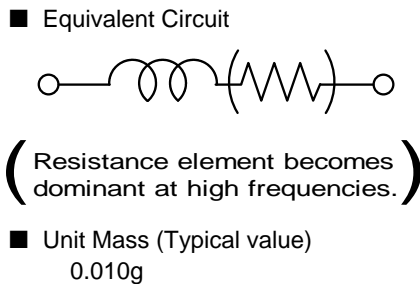 ■ Equivalent Circuit
(Resistance element becomes
dominant at high frequencies.)
■ Unit Mass (Typical value)
0.010g